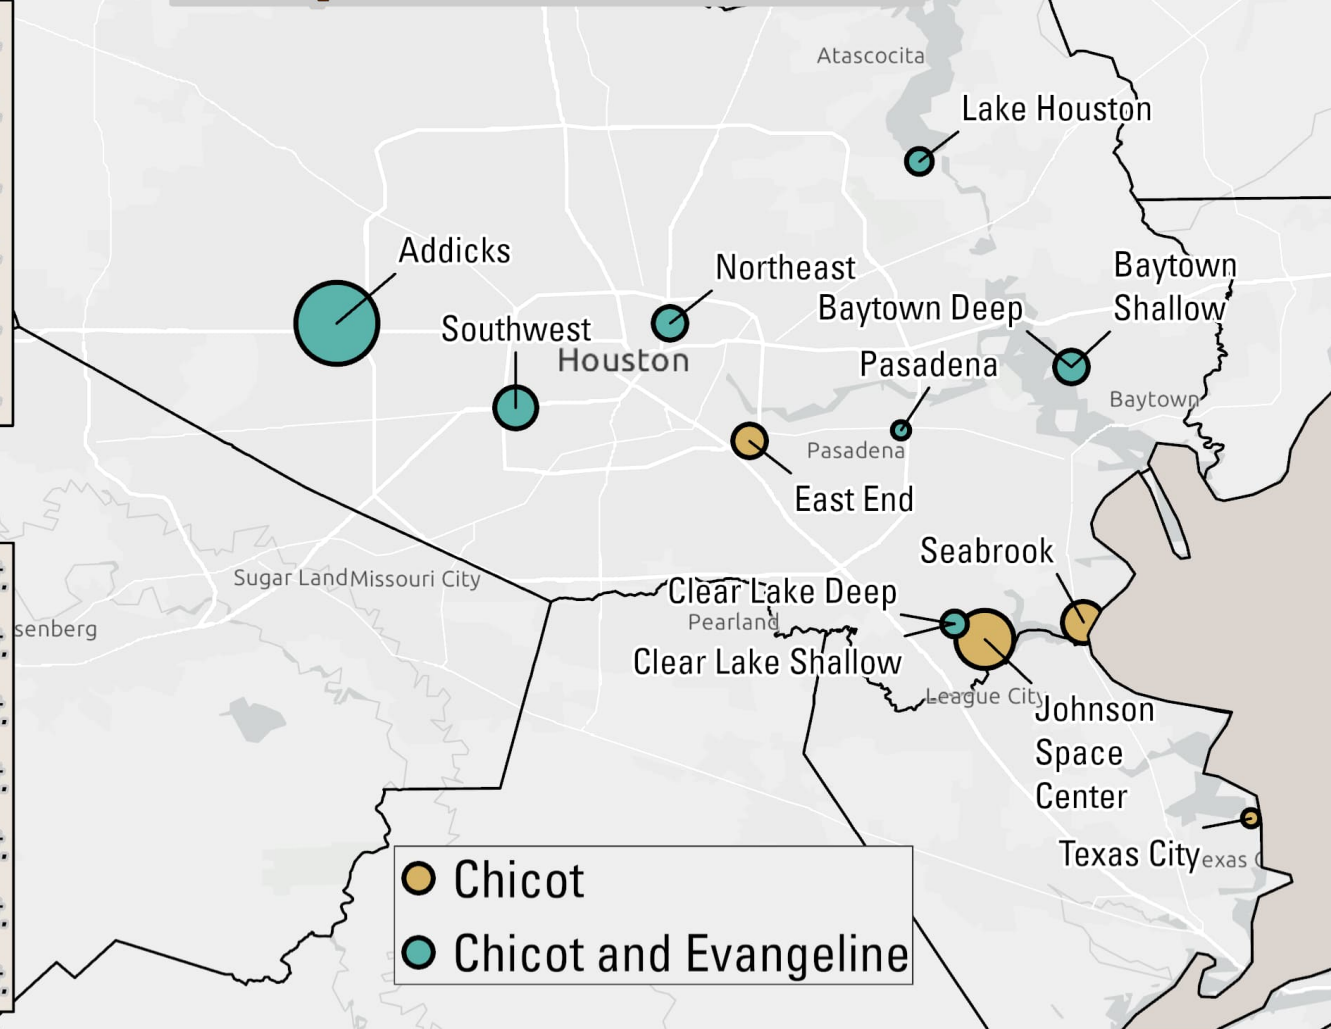 Atascocita
Lake Houston
Addicks
Northeast
Baytown
Shallow
Baytown Deep
Southwest
Houston
Pasadena
Baytown
Pasadena
East End
Seabrook
Sugar Land
Missouri City
Clear Lake Deep
Pearland
senberg
Clear Lake Shallow
League City
Johnson
Space
Center
Texas City
exas C
Chicot
Chicot and Evangeline